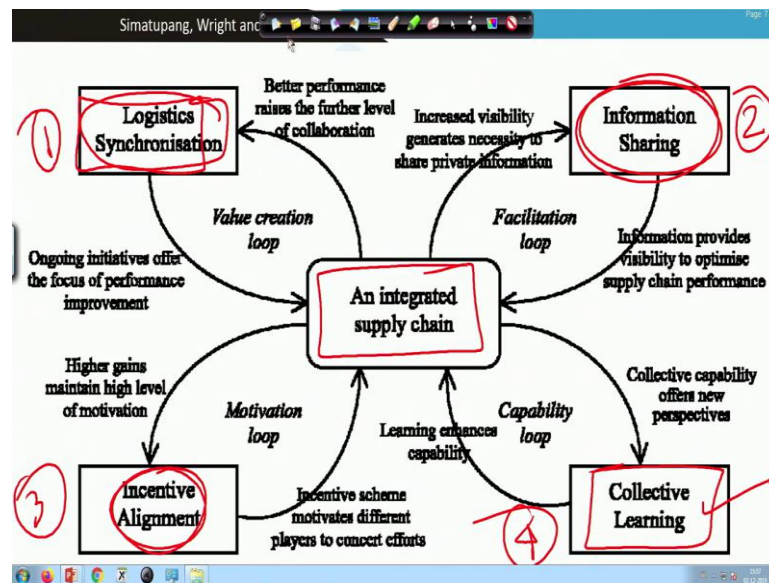 Simatupang, Wright and
Page: 7
1
Logistics
Synchronisation
Better performance
raises the further level
of collaboration
Increased visibility
generates necessity to
share private information
Information
Sharing
2
Value creation
loop
Facilitation
loop
Ongoing initiatives offer
the focus of performance
improvement
An integrated
supply chain
Information provides
visibility to optimise
supply chain performance
Higher gains
maintain high level
of motivation
Motivation
loop
Learning enhances
capability
Capability
loop
Collective capability
offers new
perspectives
3
Incentive
Alignment
Incentive scheme
motivates different
players to concert efforts
4
Collective
Learning